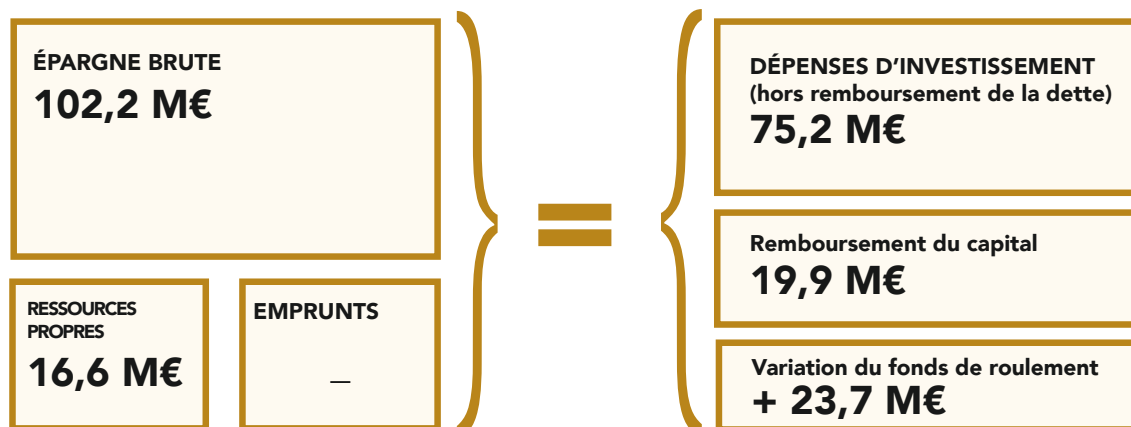 ÉPARGNE BRUTE
102,2 M€
RESSOURCES
PROPRES
16,6 M€
EMPRUNTS
_
=
DÉPENSES D'INVESTISSEMENT
(hors remboursement de la dette)
75,2 M€
Remboursement du capital
19,9 M€
Variation du fonds de roulement
+ 23,7 M€